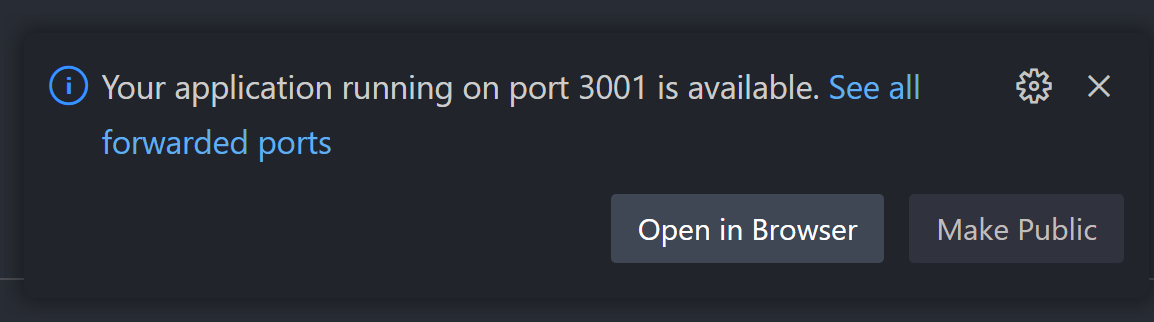 Your application running on port 3001 is available. See all
forwarded ports
Open in Browser
Make Public